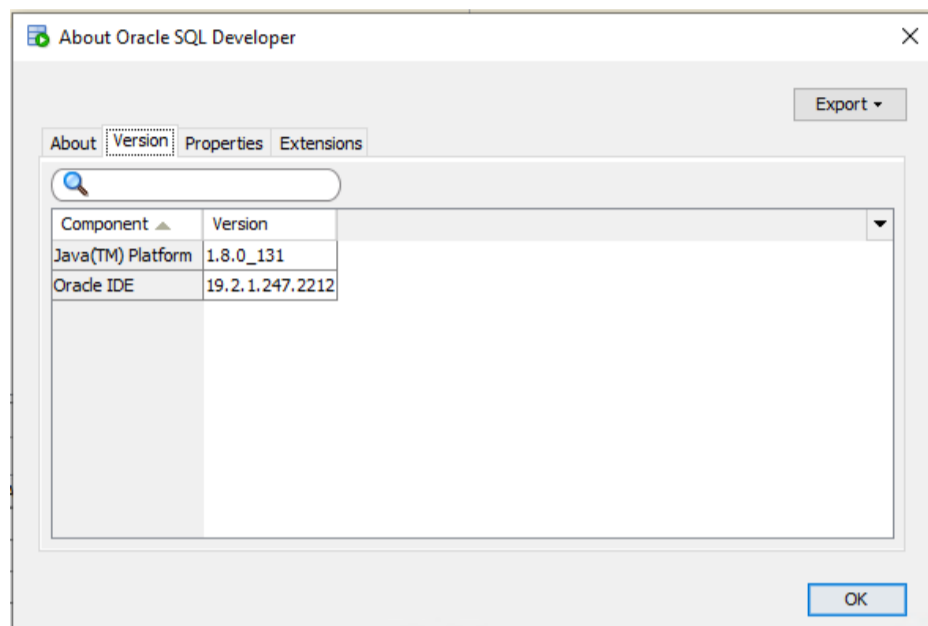 About Oracle SQL Developer
Export
About Version Properties Extensions
Component Version
Java(TM) Platform 1.8.0_131
Oracle IDE 19.2.1.247.2212
OK